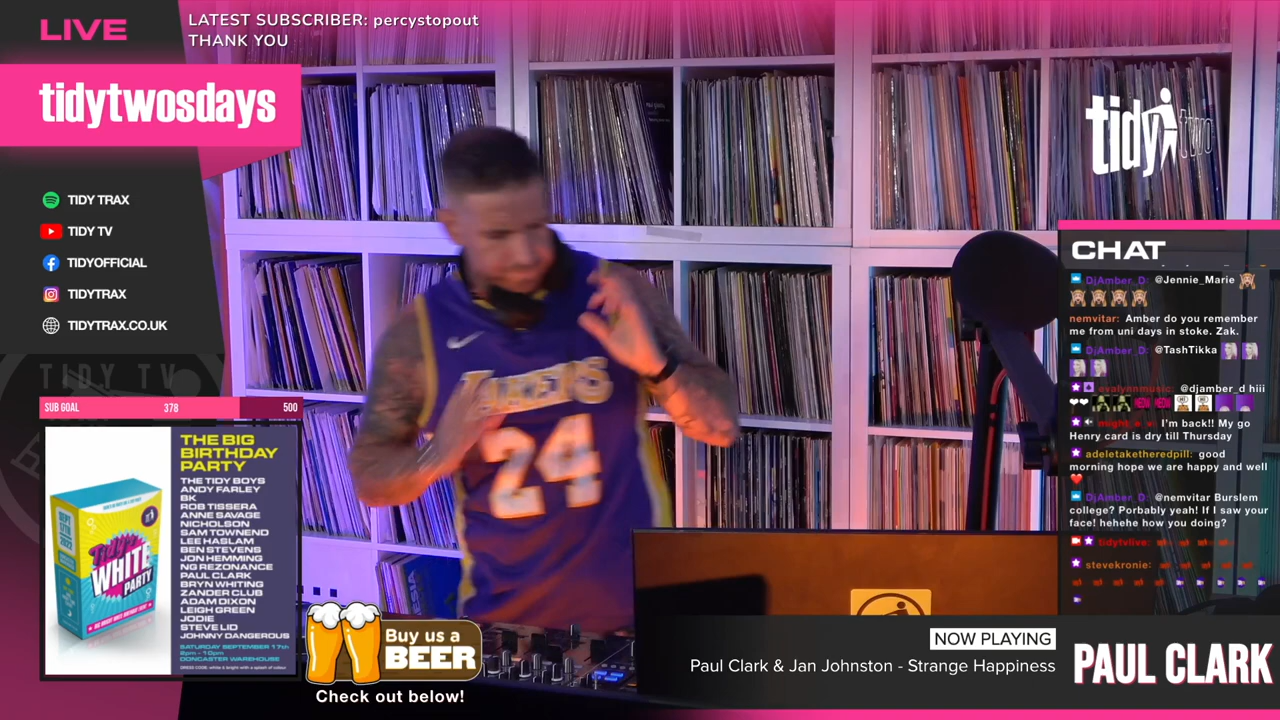 LIVE
LATEST SUBSCRIBER: percystopout
THANK YOU
tidytwosdays
tidy two
TIDY TRAX
TIDY TV
TIDYOFFICIAL
TIDYTRAX
TIDYTRAX.CO.UK
TIDY TV
SUB GOAL 378 500
THE BIG
BIRTHDAY
PARTY
THE TIDY BOYS
ANDY FARLEY
BK
ROB TISSERA
ANNE SAVAGE
NICHOLSON
SAM TOWNEND
LEE HASLAM
BEN STEVENS
JON HEMMING
NG REZONANCE
PAUL CLARK
BRYN WHITING
ZANDER CLUB
ADAM DIXON
LEIGH GREEN
JODIE
STEVE LID
JOHNNY DANGEROUS
SATURDAY SEPTEMBER 17th
2pm - 10pm
DONCASTER WAREHOUSE
Tidy's
WHITE
PARTY
LAKERS
24
Buy us a
BEER
Check out below!
CHAT
DjAmber_D: @Jennie_Marie
nemvitar: Amber do you remember
me from uni days in stoke. Zak.
DjAmber_D: @TashTikka
evalynnmusic: @djamber_d hiii
I'm back!! My go
Henry card is dry till Thursday
adeletaketheredpill: good
morning hope we are happy and well
DjAmber_D: @nemvitar Burslem
college? Porbably yeah! If I saw your
face! hehehe how you doing?
tidytvlive:
stevekronie:
NOW PLAYING
Paul Clark & Jan Johnston - Strange Happiness
PAUL CLARK